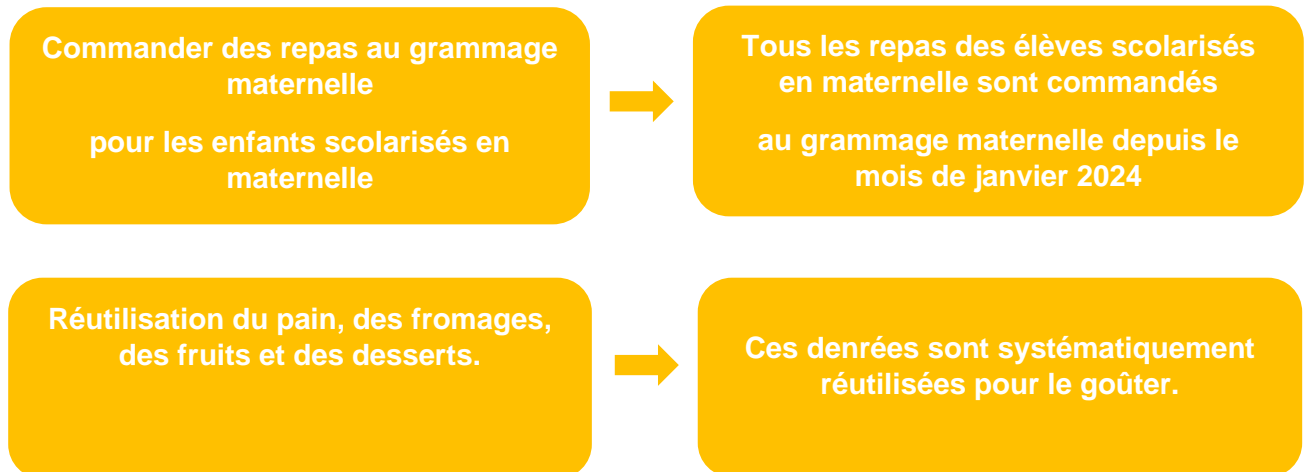 Commander des repas au grammage
maternelle
pour les enfants scolarisés en
maternelle
Tous les repas des élèves scolarisés
en maternelle sont commandés
au grammage maternelle depuis le
mois de janvier 2024
Réutilisation du pain, des fromages,
des fruits et des desserts.
Ces denrées sont systématiquement
réutilisées pour le goûter.